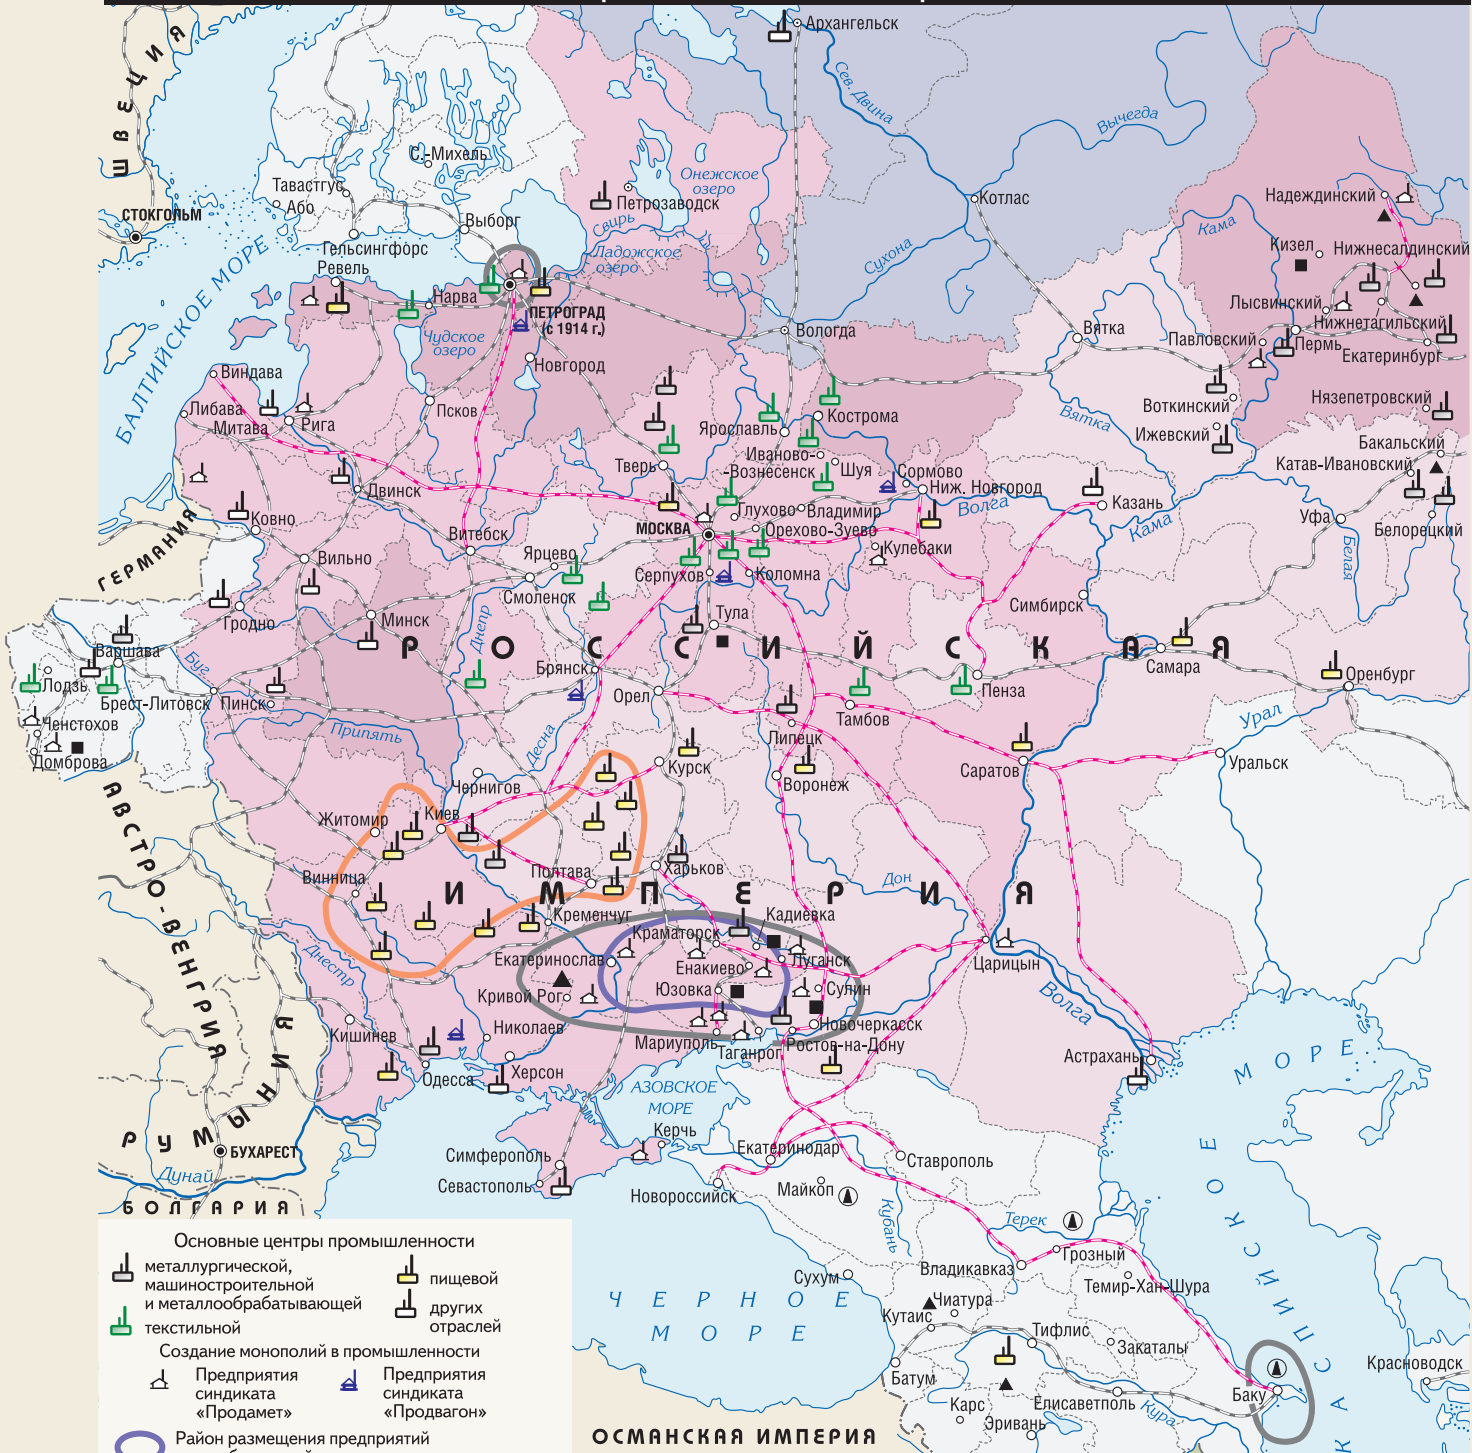 Архангельск
Сев. Двина
Вычегда
ШВЕЦИЯ
С.-Михель
Тавастгус
Або
СТОКГОЛЬМ
Выборг
Гельсингфорс
Ревель
Онежское
озеро
Петрозаводск
Свирь
Ладожское
озеро
Котлас
Сухона
Кама
Надеждинский
Кизел
Нижнесалдинский
Лысвинский
Нижнетагильский
Павловский
Пермь
Екатеринбург
БАЛТИЙСКОЕ МОРЕ
Нарва
ПЕТРОГРАД
(с 1914 г.)
Чудское
озеро
Новгород
Вологда
Вятка
Виндава
Либава
Митава
Рига
Псков
Кострома
Ярославль
Иваново-
-Вознесенск
Шуя
Тверь
Вятка
Воткинский
Ижевский
Нязепетровский
Бакальский
Катав-Ивановский
Белорецкий
Сормово
Ниж. Новгород
Волга
Казань
Кама
Уфа
Белая
Двинск
Ковно
ГЕРМАНИЯ
Вильно
Витебск
МОСКВА
Глухово
Владимир
Орехово-Зуево
Кулебаки
Ярцево
Смоленск
Серпухов
Коломна
Симбирск
Гродно
Минск
Днепр
Тула
РОССИЙСКАЯ
Самара
Оренбург
Варшава
Буг
Лодзь
Брест-Литовск
Пинск
Брянск
Орел
Тамбов
Пенза
Ченстохов
Домброва
Припять
Десна
Липецк
Урал
Курск
Воронеж
Саратов
Уральск
Чернигов
АВСТРО-ВЕНГРИЯ
Житомир
Киев
Винница
Полтава
Харьков
Дон
ИМПЕРИЯ
Кременчуг
Кадиевка
Краматорск
Днестр
Екатеринослав
Енакиево
Луганск
Царицын
Юзовка
Сулин
Кривой Рог
Волга
Кишинев
Николаев
Мариуполь
Таганрог
Новочеркасск
Ростов-на-Дону
Астрахань
Одесса
Херсон
АЗОВСКОЕ
МОРЕ
РУМЫНИЯ
БУХАРЕСТ
Дунай
БОЛГАРИЯ
Керчь
Симферополь
Севастополь
Екатеринодар
Ставрополь
Новороссийск
Майкоп
Кубань
Терек
Грозный
Владикавказ
Темир-Хан-Шура
КАСПИЙСКОЕ МОРЕ
Сухум
ЧЕРНОЕ
МОРЕ
Чиатура
Кутаис
Тифлис
Закаталы
Батум
Карс
Елисаветполь
Эривань
Кура
Баку
Красноводск
ОСМАНСКАЯ ИМПЕРИЯ
Основные центры промышленности
металлургической,
машиностроительной
и металлообрабатывающей
пищевой
текстильной
других
отраслей
Создание монополий в промышленности
Предприятия
синдиката
«Продамет»
Предприятия
синдиката
«Продвагон»
Район размещения предприятий